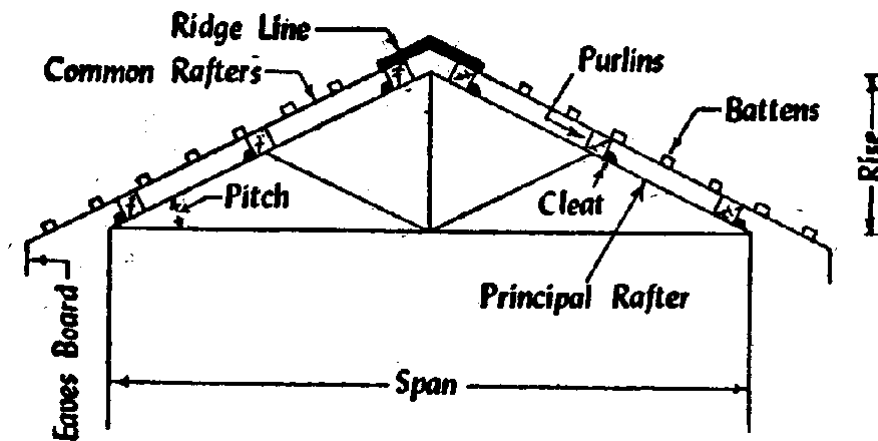 Ridge Line
Common Rafters
Purlins
Battens
Rise
Pitch
Cleat
Principal Rafter
Eaves Board
Span